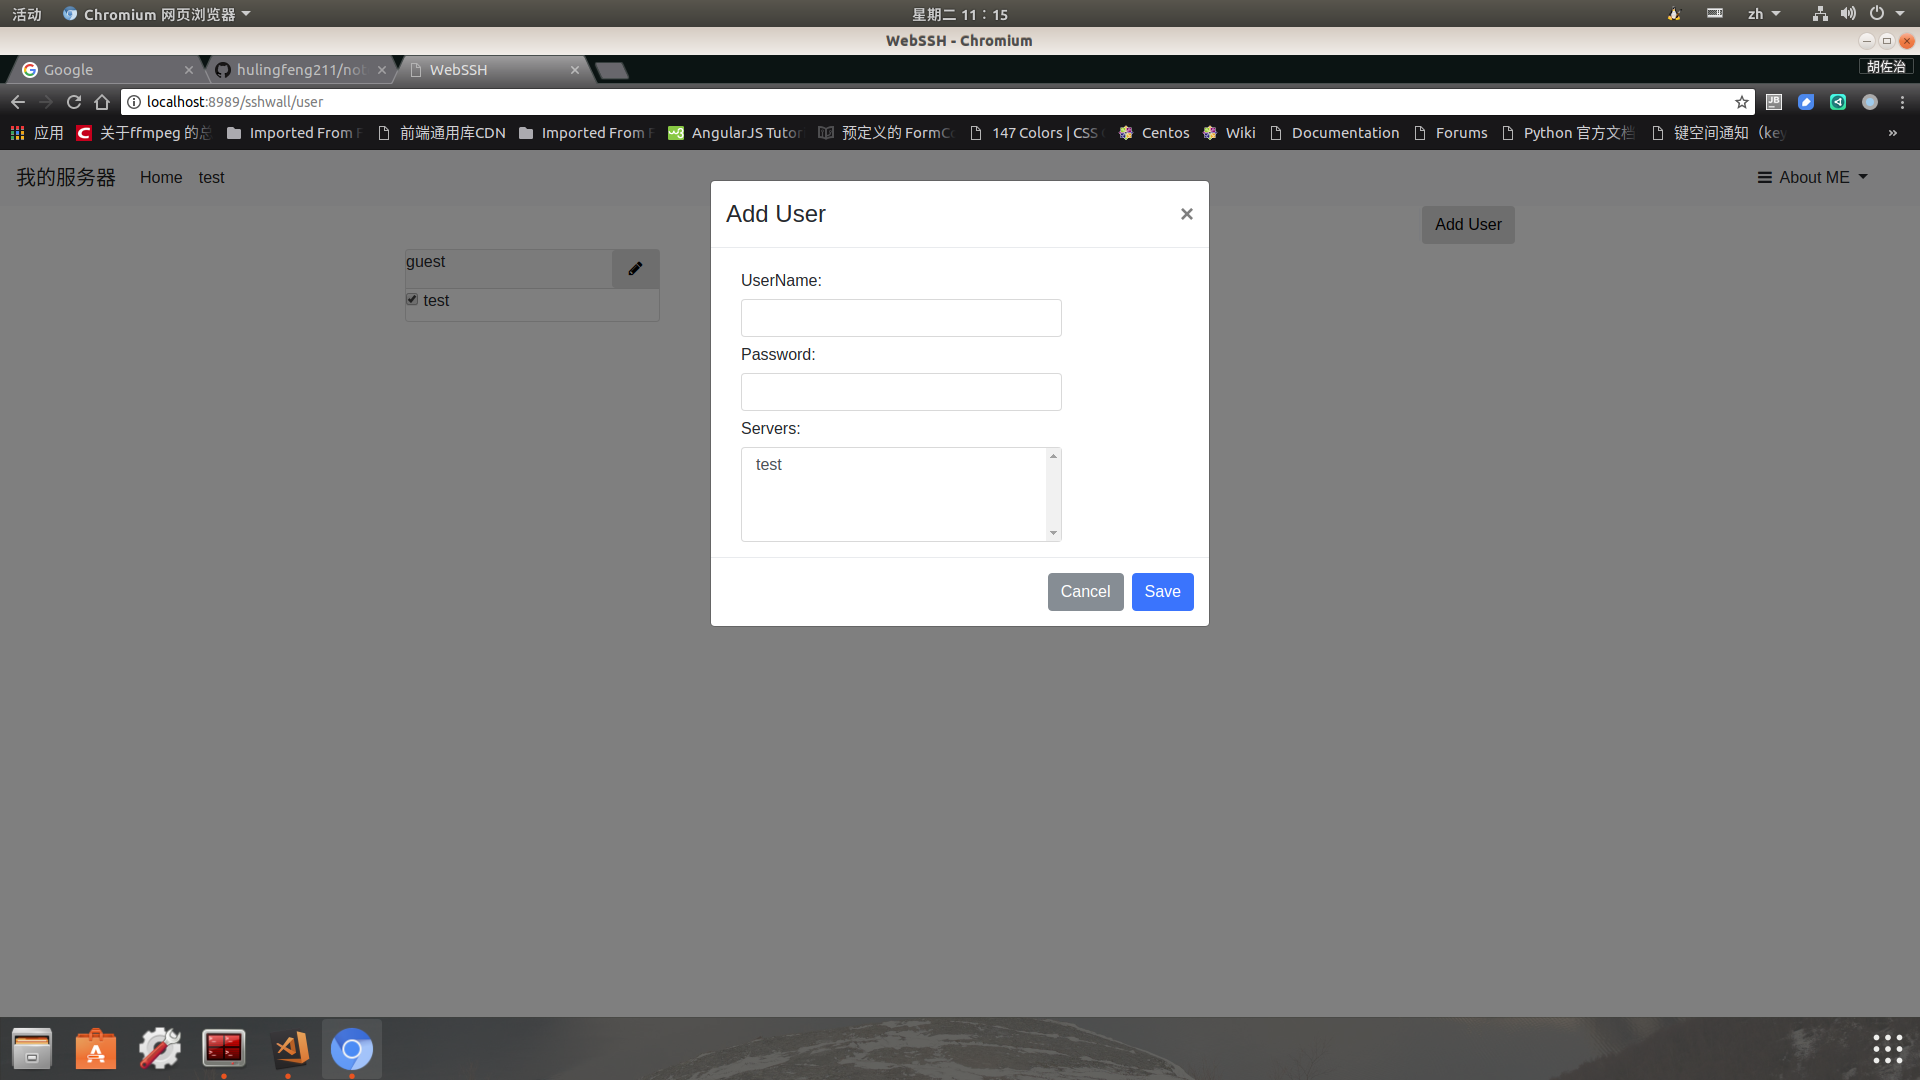 活动 Chromium 网页浏览器 星期二 11：15 zh
WebSSH - Chromium
Google hulingfeng211/not WebSSH 胡佐治
localhost:8989/sshwall/user
应用 关于ffmpeg 的总 Imported From F 前端通用库CDN Imported From F AngularJS Tutor 预定义的 FormCo 147 Colors | CSS C Centos Wiki Documentation Forums Python 官方文档 键空间通知（key »
我的服务器 Home test About ME
Add User ×
Add User
guest
test
UserName:
Password:
Servers:
test
Cancel Save